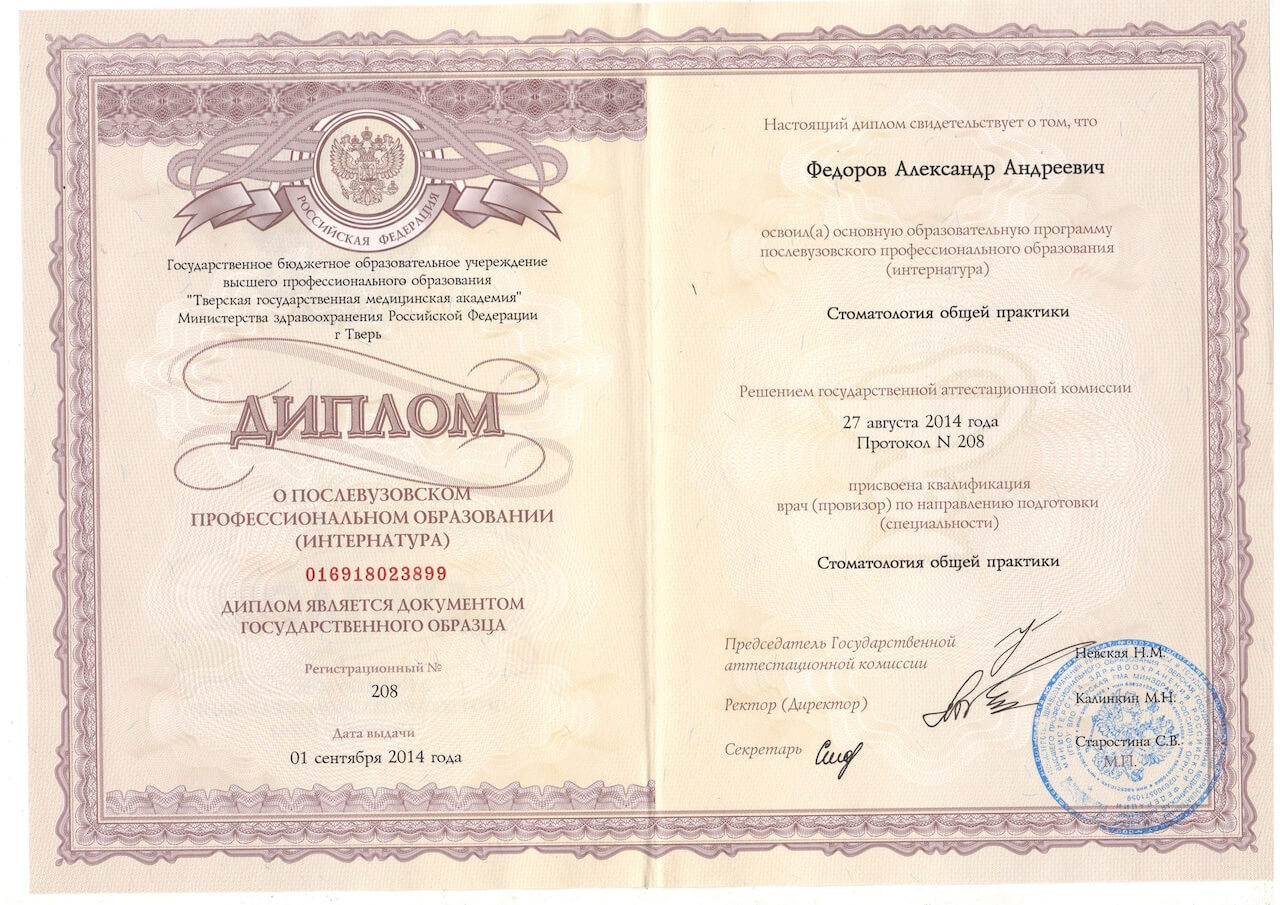 РОССИЙСКАЯ ФЕДЕРАЦИЯ
Государственное бюджетное образовательное учереждение
высшего профессионального образования
"Тверская государственная медицинская академия"
Министерства здравоохранения Российской Федерации
г Тверь
ДИПЛОМ
О ПОСЛЕВУЗОВСКОМ
ПРОФЕССИОНАЛЬНОМ ОБРАЗОВАНИИ
(ИНТЕРНАТУРА)
016918023899
ДИПЛОМ ЯВЛЯЕТСЯ ДОКУМЕНТОМ
ГОСУДАРСТВЕННОГО ОБРАЗЦА
Регистрационный №
208
Дата выдачи
01 сентября 2014 года
Настоящий диплом свидетельствует о том, что
Федоров Александр Андреевич
освоил(а) основную образовательную программу
послевузовского профессионального образования
(интернатура)
Стоматология общей практики
Решением государственной аттестационной комиссии
27 августа 2014 года
Протокол N 208
присвоена квалификация
врач (провизор) по направлению подготовки
(специальности)
Стоматология общей практики
Председатель Государственной
аттестационной комиссии
Невская Н.М.
Ректор (Директор)
Калинкин М.Н.
Секретарь
Старостина С.В.
М.П.